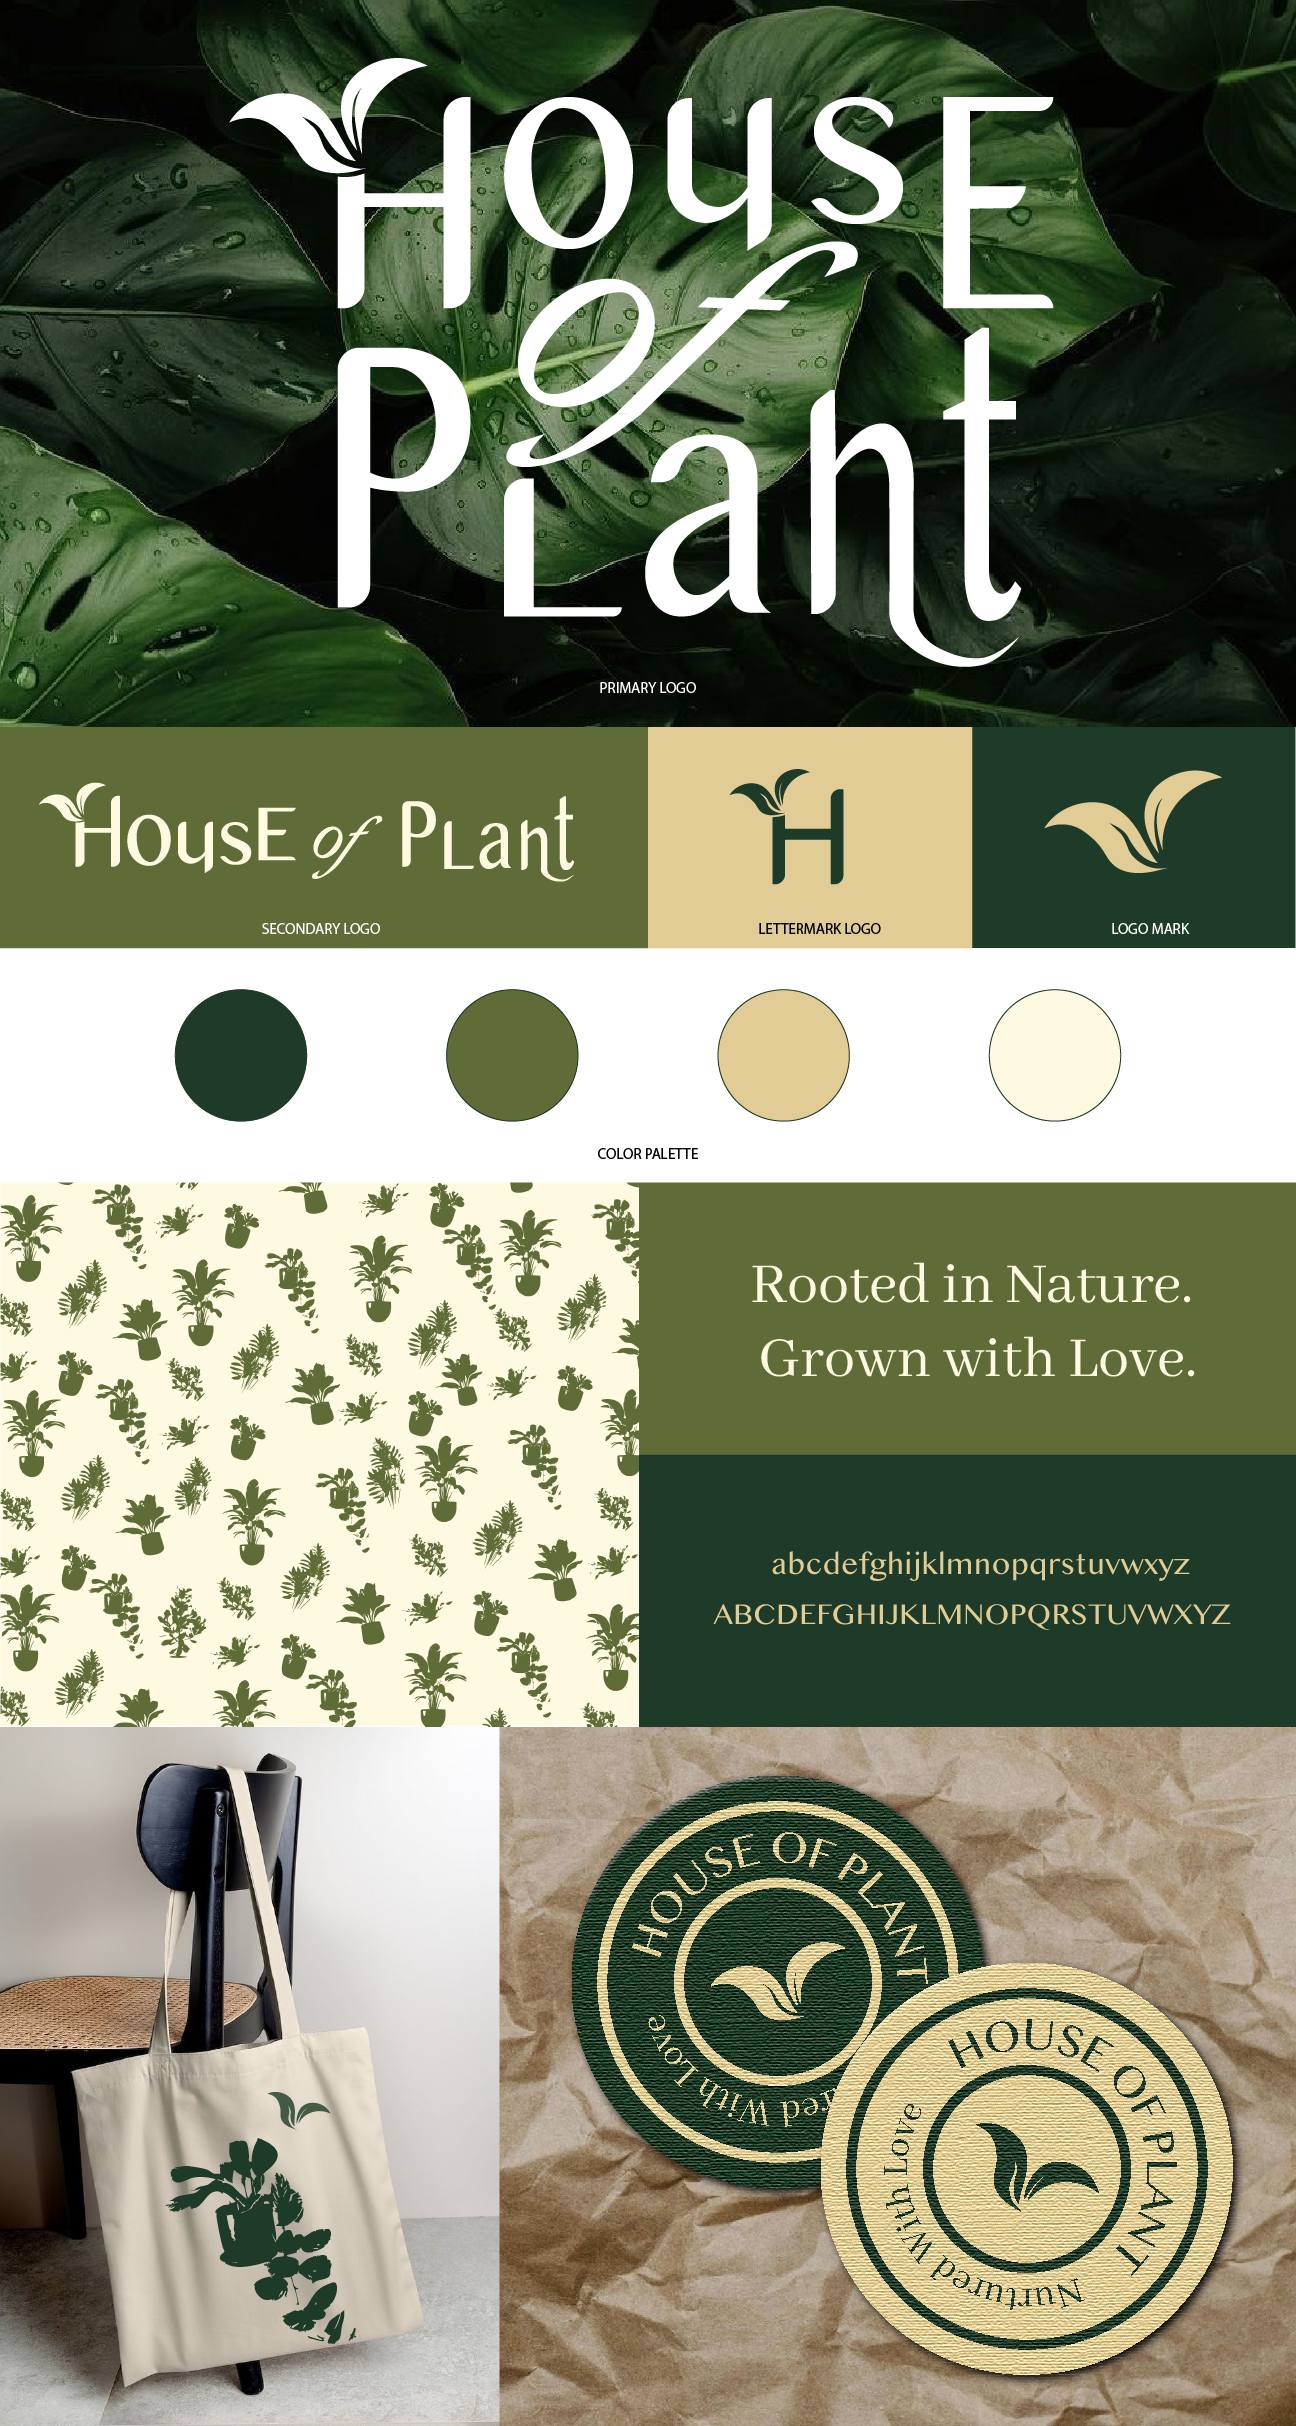 HousE
of
PLant
PRIMARY LOGO
HousE of PLant
SECONDARY LOGO
H
LETTERMARK LOGO
LOGO MARK
COLOR PALETTE
Rooted in Nature.
Grown with Love.
abcdefghijklmnopqrstuvwxyz
ABCDEFGHIJKLMNOPQRSTUVWXYZ
HOUSE OF PLANT
With Love
HOUSE OF PLANT
Nurtured With Love